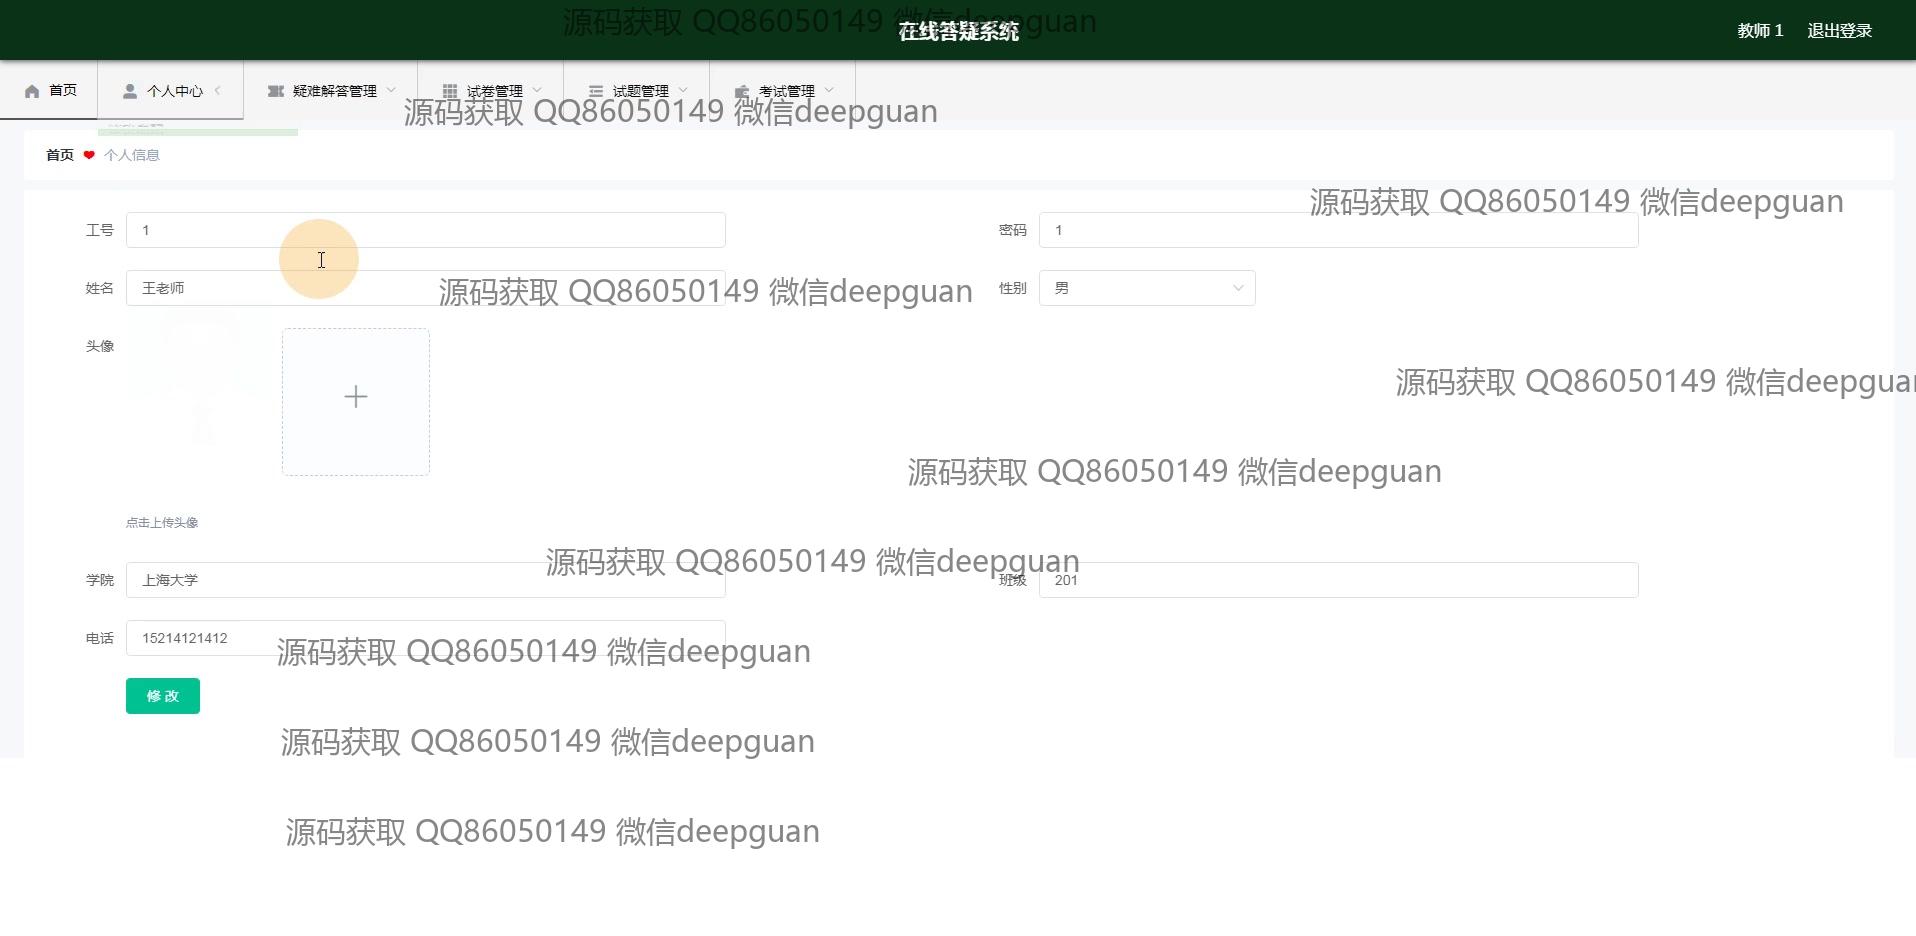 源码获取 QQ86050149 微信deepguan
在线答疑系统
教师 1 退出登录
首页 个人中心 疑难解答管理 试卷管理 试题管理 考试管理
源码获取 QQ86050149 微信deepguan
首页 个人信息
源码获取 QQ86050149 微信deepguan
工号 1 密码 1
姓名 王老师 性别 男
源码获取 QQ86050149 微信deepguan
头像
源码获取 QQ86050149 微信deepguan
源码获取 QQ86050149 微信deepguan
点击上传头像
源码获取 QQ86050149 微信deepguan
学院 上海大学 班级 201
电话 15214121412
源码获取 QQ86050149 微信deepguan
修改
源码获取 QQ86050149 微信deepguan
源码获取 QQ86050149 微信deepguan